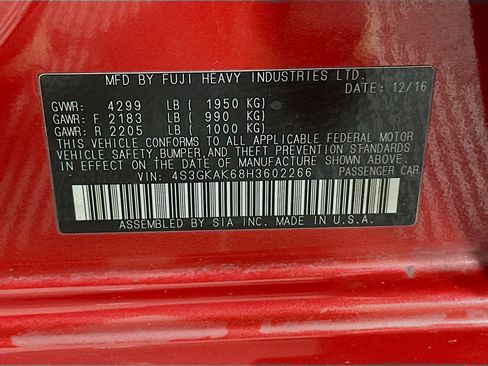 MFD BY FUJI HEAVY INDUSTRIES LTD.
DATE: 12/16
GVWR: 4299 LB ( 1950 KG)
GAWR: F 2183 LB ( 990 KG)
GAWR: R 2205 LB ( 1000 KG)
THIS VEHICLE CONFORMS TO ALL APPLICABLE FEDERAL MOTOR
VEHICLE SAFETY, BUMPER, AND THEFT PREVENTION STANDARDS
IN EFFECT ON THE DATE OF MANUFACTURE SHOWN ABOVE.
VIN: 4S3GKAK68H3602266 PASSENGER CAR
ASSEMBLED BY SIA INC. MADE IN U.S.A.